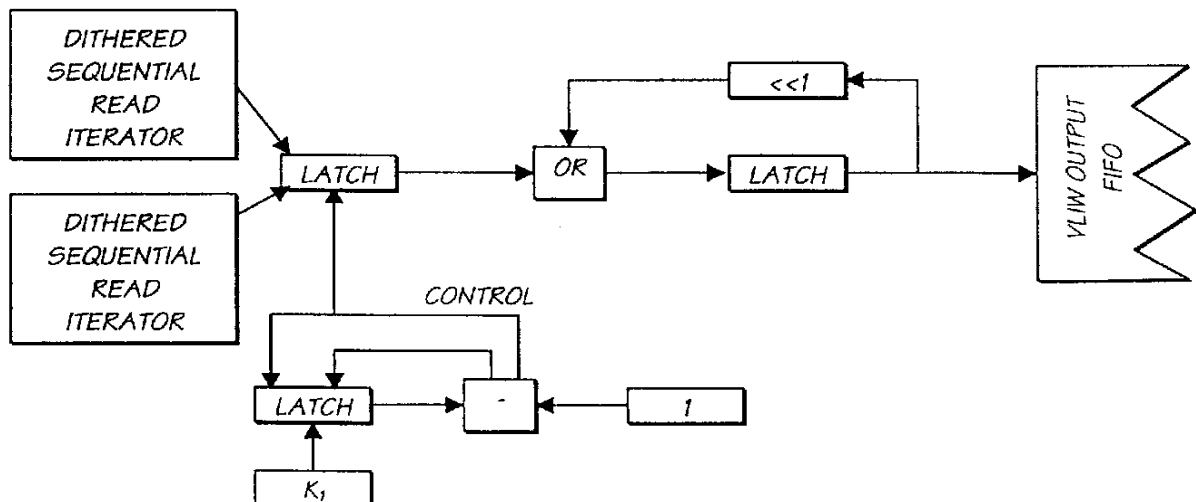 DITHERED
SEQUENTIAL
READ
ITERATOR
DITHERED
SEQUENTIAL
READ
ITERATOR
LATCH
OR
<<1
LATCH
VLIW OUTPUT
FIFO
CONTROL
LATCH
-
1
K₁